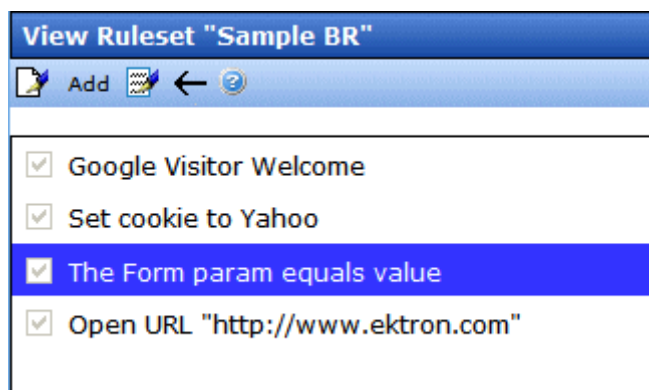 View Ruleset "Sample BR"
Add
Google Visitor Welcome
Set cookie to Yahoo
The Form param equals value
Open URL "http://www.ektron.com"